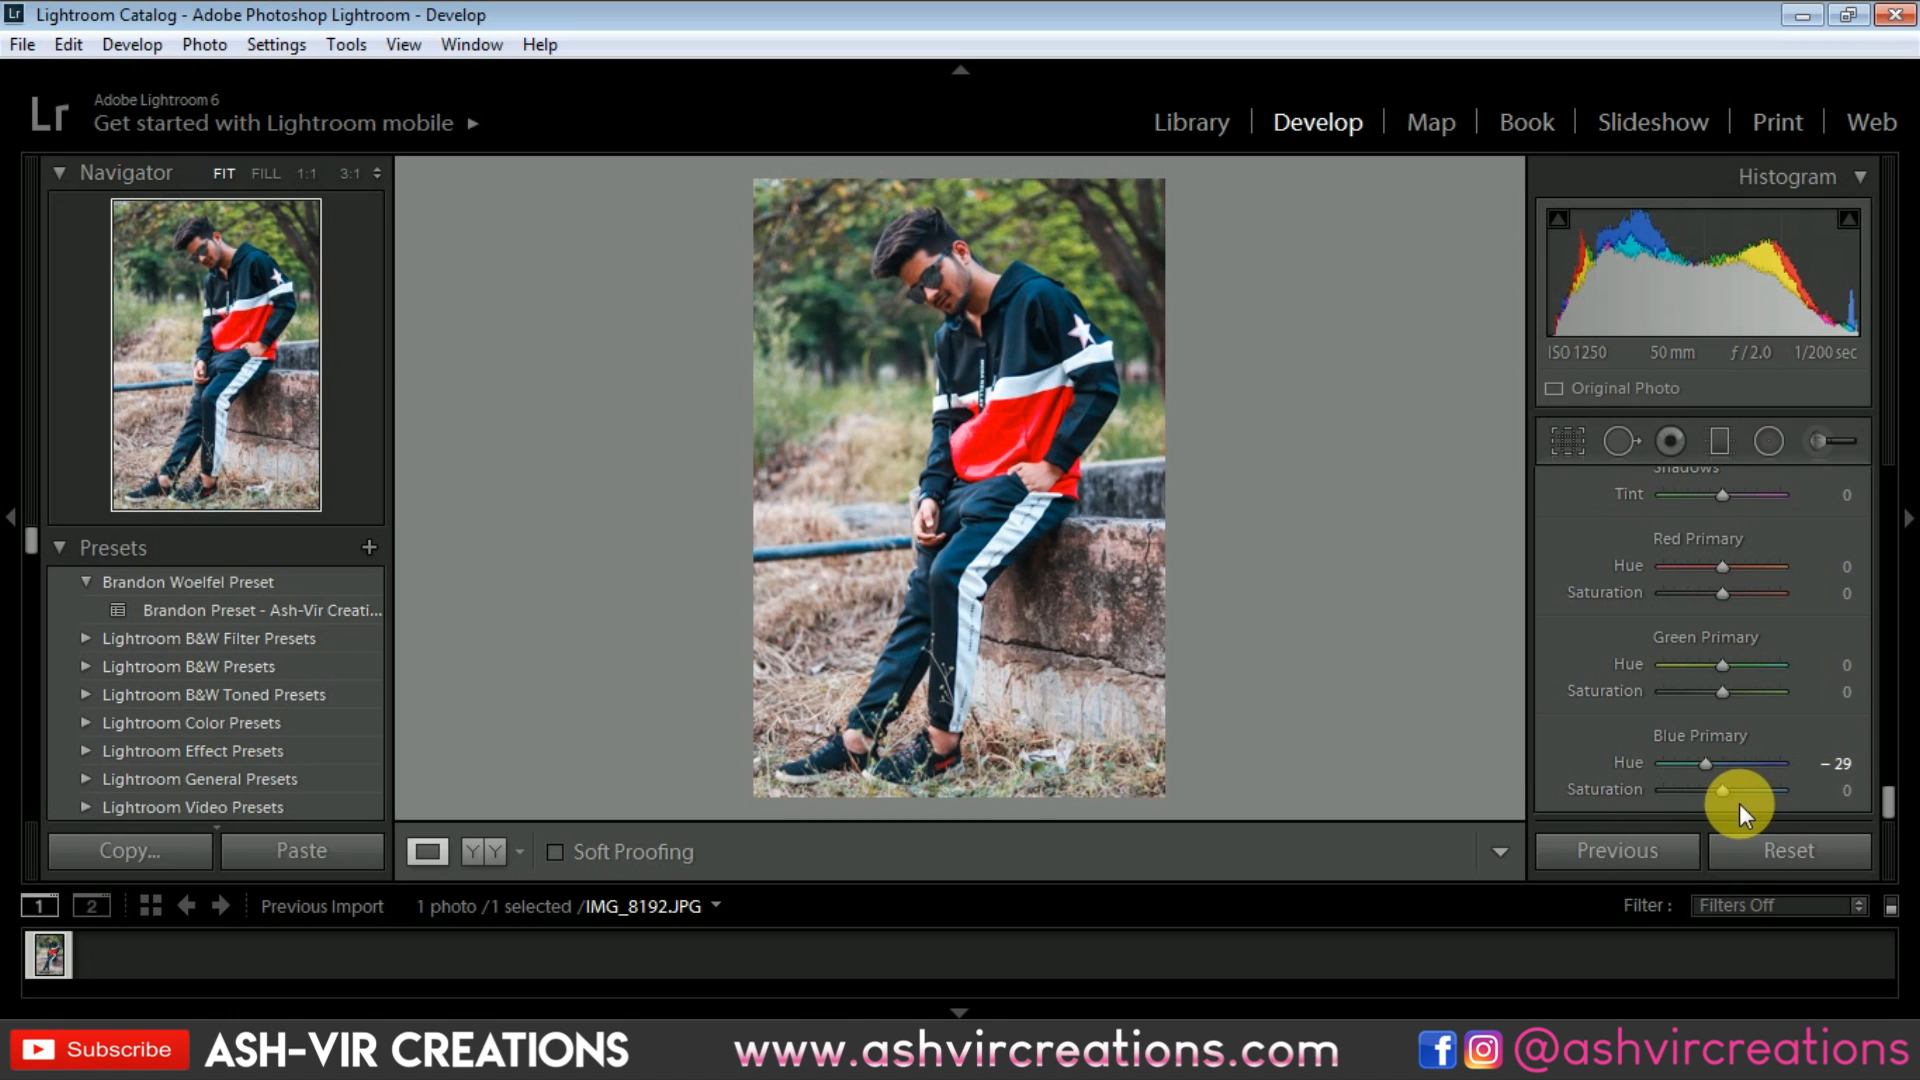 Lr Lightroom Catalog - Adobe Photoshop Lightroom - Develop
File Edit Develop Photo Settings Tools View Window Help
Lr
Adobe Lightroom 6
Get started with Lightroom mobile
Library Develop Map Book Slideshow Print Web
Navigator FIT FILL 1:1 3:1
Histogram
ISO 1250 50 mm ƒ / 2.0 1/200 sec
Original Photo
Shadows
Tint 0
Red Primary
Hue 0
Saturation 0
Green Primary
Hue 0
Saturation 0
Blue Primary
Hue – 29
Saturation 0
Presets +
Brandon Woelfel Preset
Brandon Preset - Ash-Vir Creati...
Lightroom B&W Filter Presets
Lightroom B&W Presets
Lightroom B&W Toned Presets
Lightroom Color Presets
Lightroom Effect Presets
Lightroom General Presets
Lightroom Video Presets
Copy... Paste
Y Y Soft Proofing
Previous Reset
1 2 Previous Import 1 photo /1 selected /IMG_8192.JPG
Filter : Filters Off
Subscribe ASH-VIR CREATIONS www.ashvircreations.com @ashvircreations